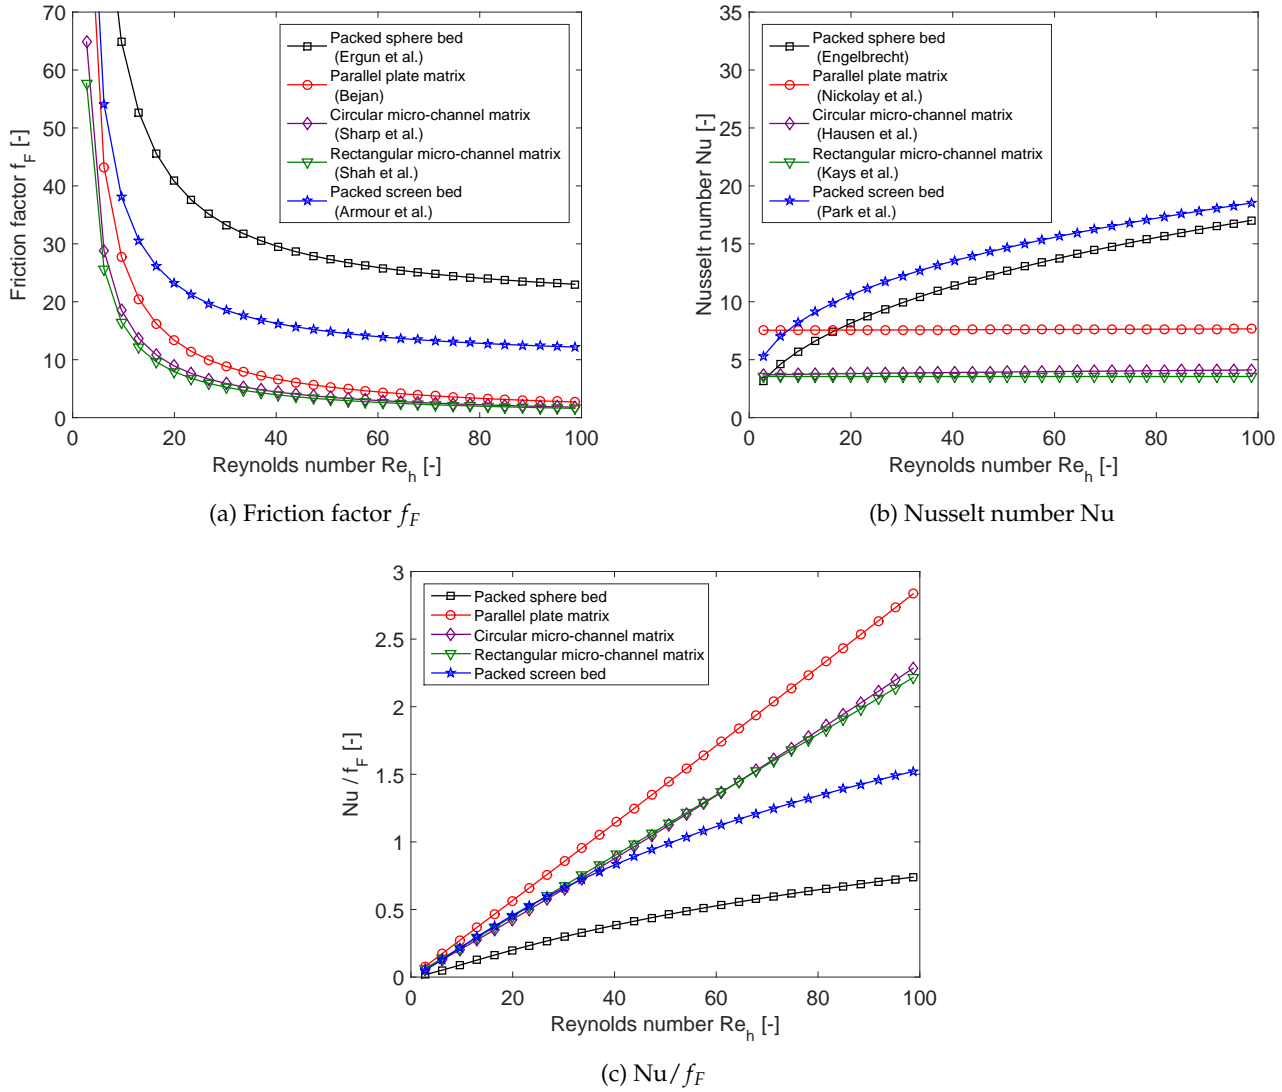 70
60
50
40
30
20
10
0
Friction factor f_F [-]
Packed sphere bed
(Ergun et al.)
Parallel plate matrix
(Bejan)
Circular micro-channel matrix
(Sharp et al.)
Rectangular micro-channel matrix
(Shah et al.)
Packed screen bed
(Armour et al.)
0 20 40 60 80 100
Reynolds number Re_h [-]
(a) Friction factor f_F
35
30
25
20
15
10
5
0
Nusselt number Nu [-]
Packed sphere bed
(Engelbrecht)
Parallel plate matrix
(Nickolay et al.)
Circular micro-channel matrix
(Hausen et al.)
Rectangular micro-channel matrix
(Kays et al.)
Packed screen bed
(Park et al.)
0 20 40 60 80 100
Reynolds number Re_h [-]
(b) Nusselt number Nu
3
2.5
2
1.5
1
0.5
0
Nu / f_F [-]
Packed sphere bed
Parallel plate matrix
Circular micro-channel matrix
Rectangular micro-channel matrix
Packed screen bed
0 20 40 60 80 100
Reynolds number Re_h [-]
(c) Nu/f_F